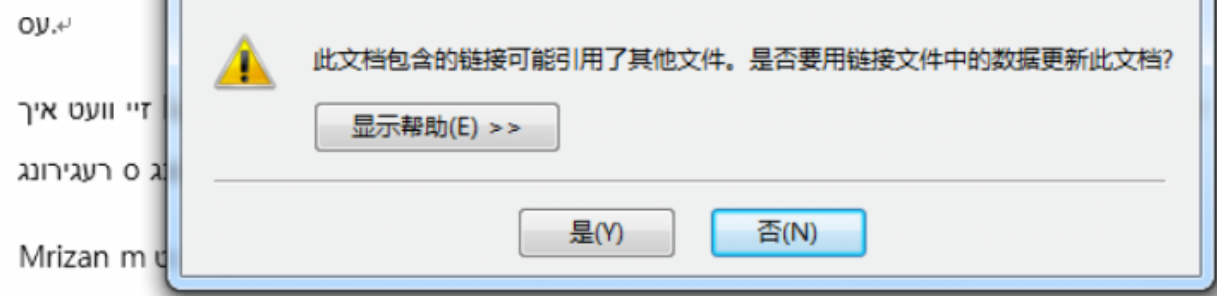 עס.
此文档包含的链接可能引用了其他文件。是否要用链接文件中的数据更新此文档?
זיי וועט איך
显示帮助(E) >>
ס רעגירונג
是(Y)
否(N)
Mrizan m